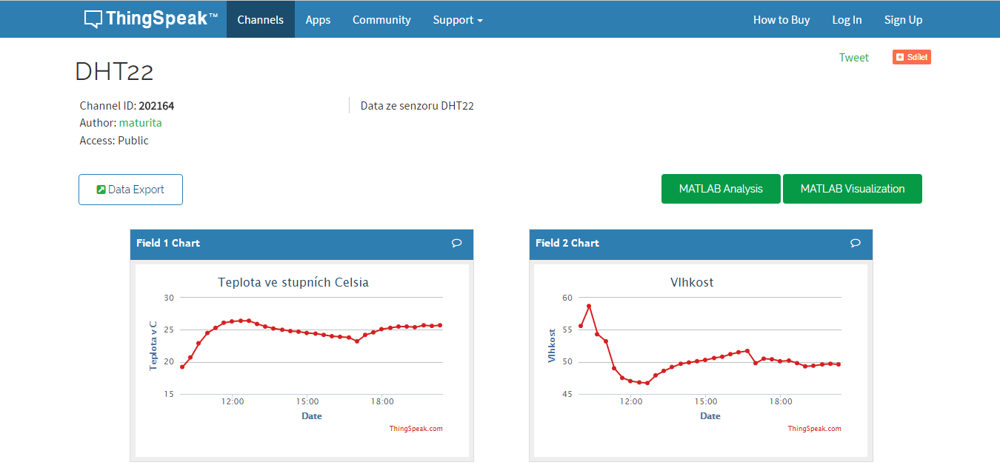 ThingSpeak™ Channels Apps Community Support How to Buy Log In Sign Up
Tweet Sdílet
DHT22
Channel ID: 202164
Author: maturita
Access: Public
Data ze senzoru DHT22
Data Export
MATLAB Analysis MATLAB Visualization
Field 1 Chart
Teplota ve stupních Celsia
Teplota v C
30
25
20
15
12:00 15:00 18:00
Date
ThingSpeak.com
Field 2 Chart
Vlhkost
Vlhkost
60
55
50
45
12:00 15:00 18:00
Date
ThingSpeak.com